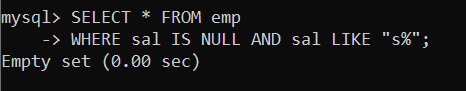 mysql> SELECT * FROM emp
    -> WHERE sal IS NULL AND sal LIKE "s%";
Empty set (0.00 sec)